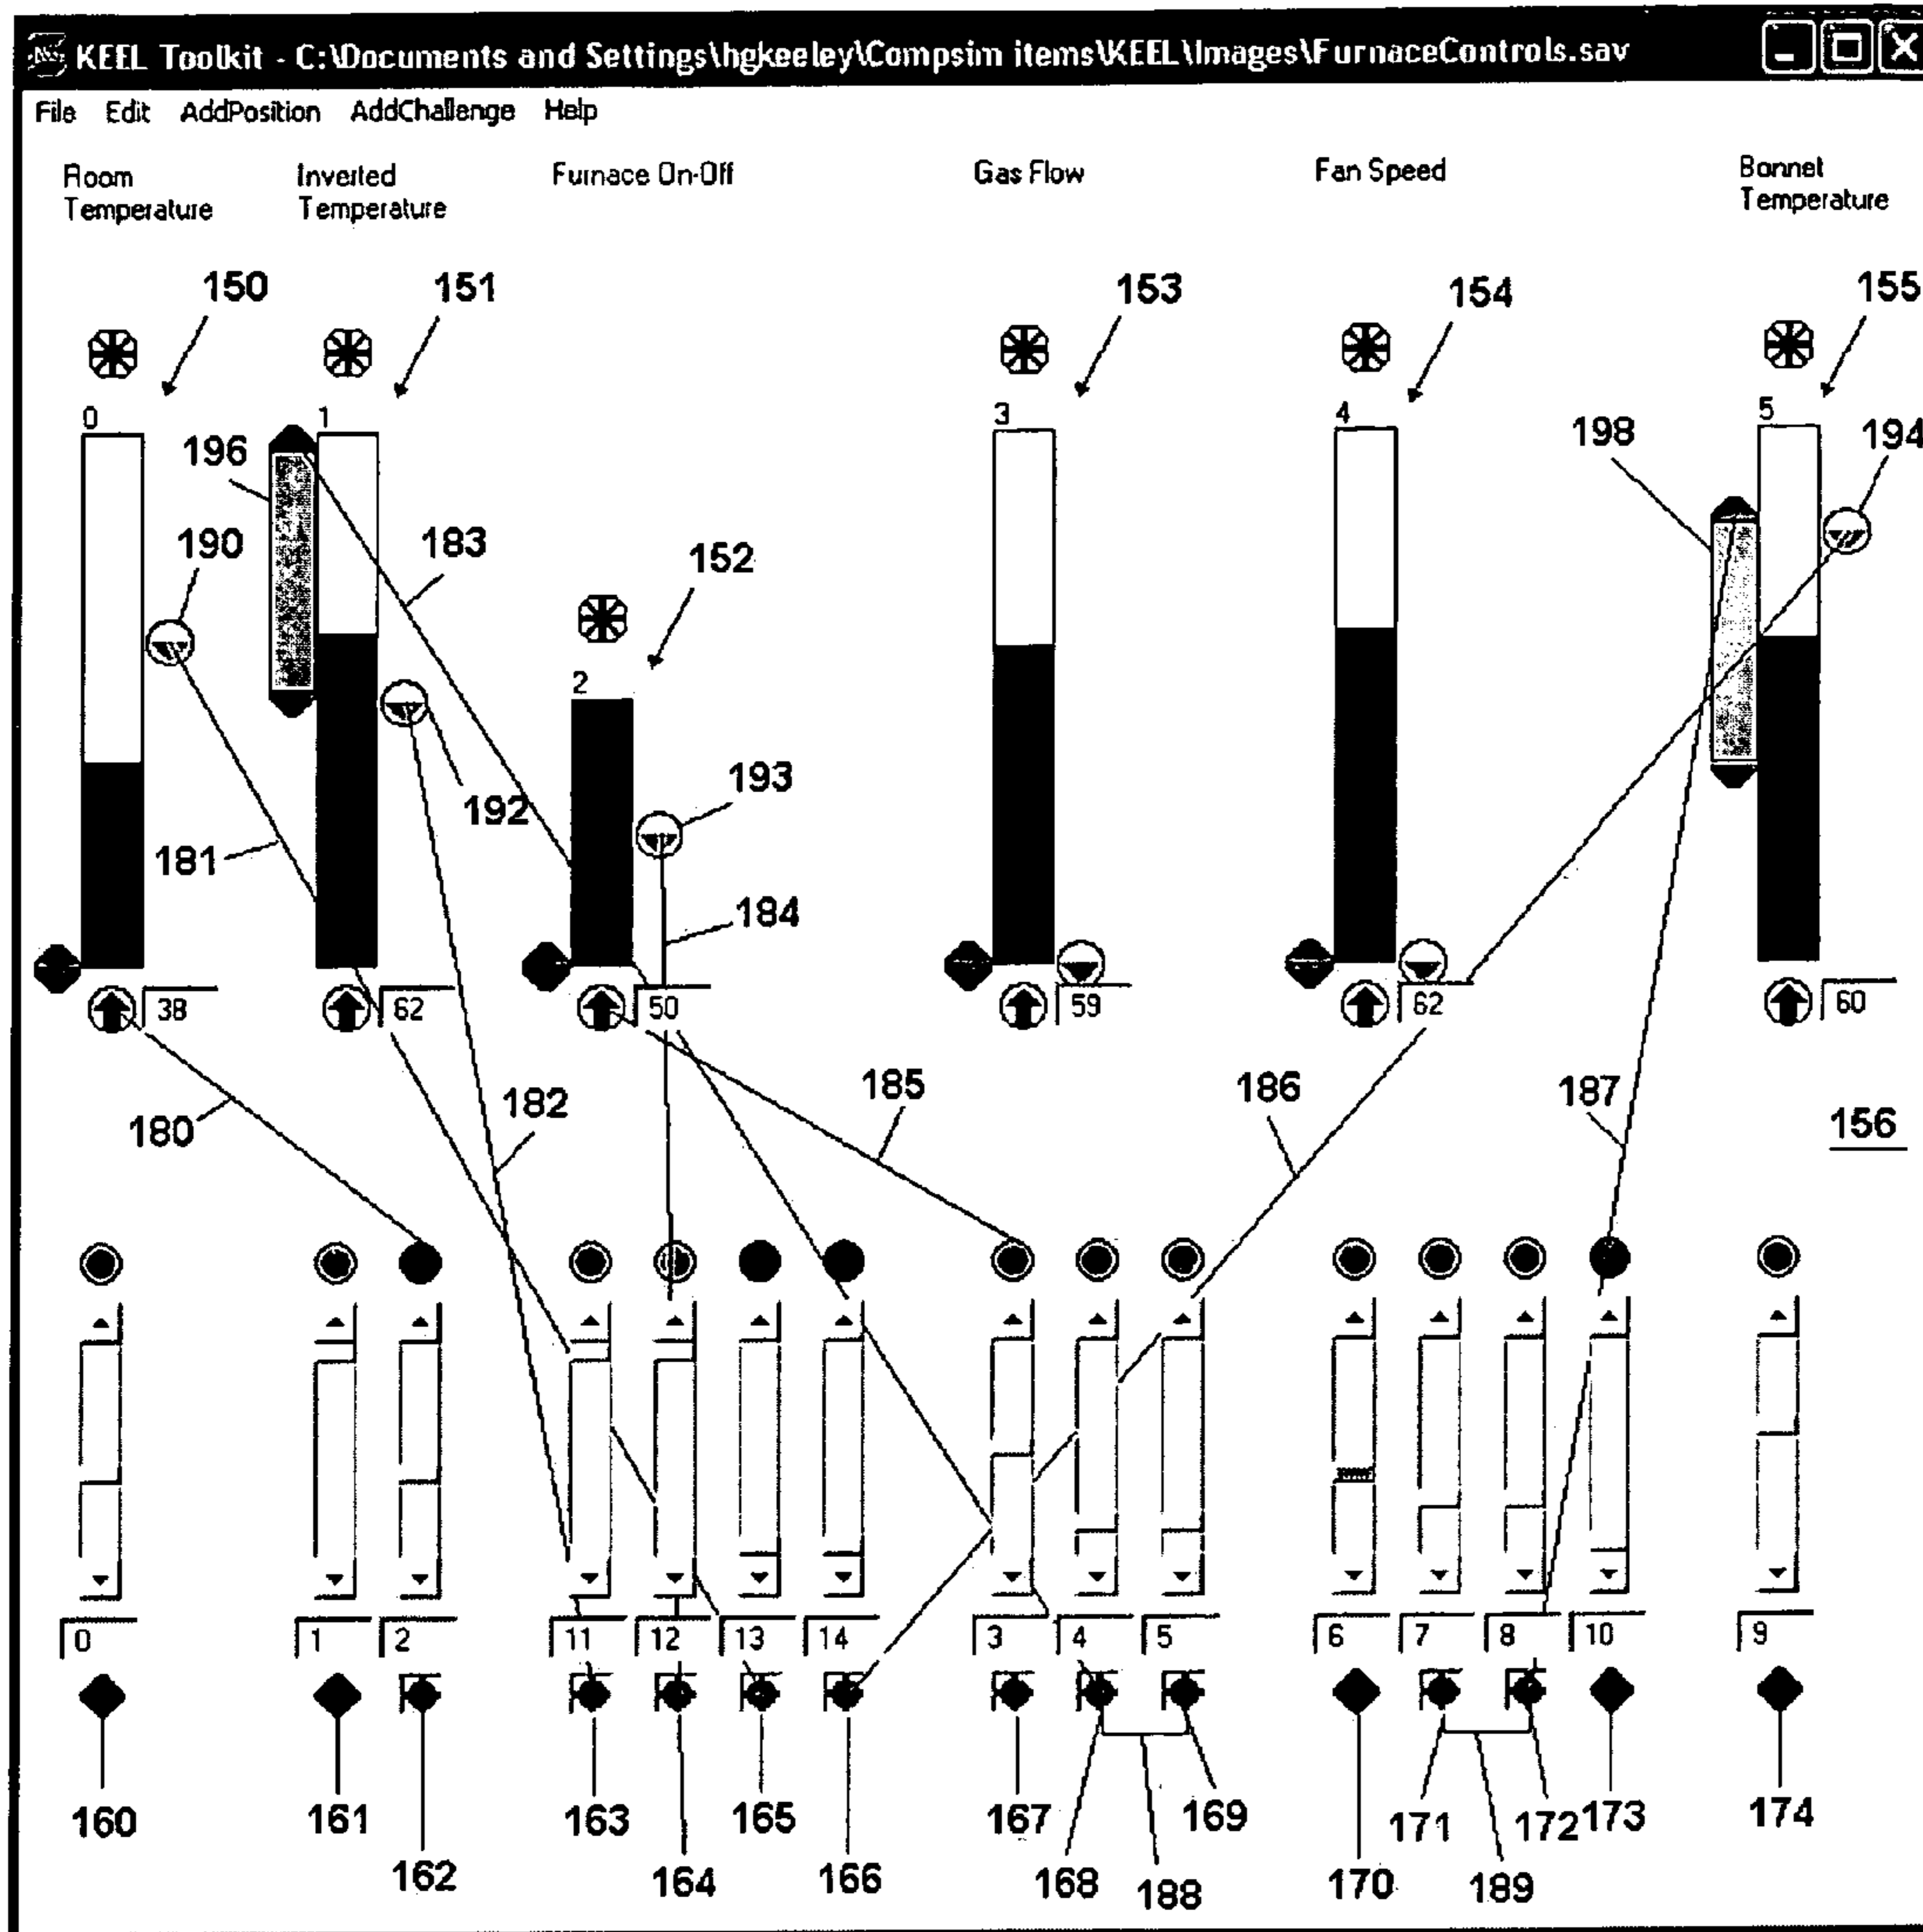 KEEL Toolkit - C:\Documents and Settings\hgkeeley\Compsim items\KEEL\Images\FurnaceControls.sav
File Edit AddPosition AddChallenge Help
Room Temperature
Inverted Temperature
Furnace On-Off
Gas Flow
Fan Speed
Bonnet Temperature
150 151 153 154 155
0 1 3 4 5
196 198 194
190 183 152
2
192 193
181
184
38 62 50 59 62 60
180 182 185 186 187 156
0 1 2 11 12 13 14 3 4 5 6 7 8 10 9
160 161 163 165 167 169 171 172 173 174
162 164 166 168 188 170 189